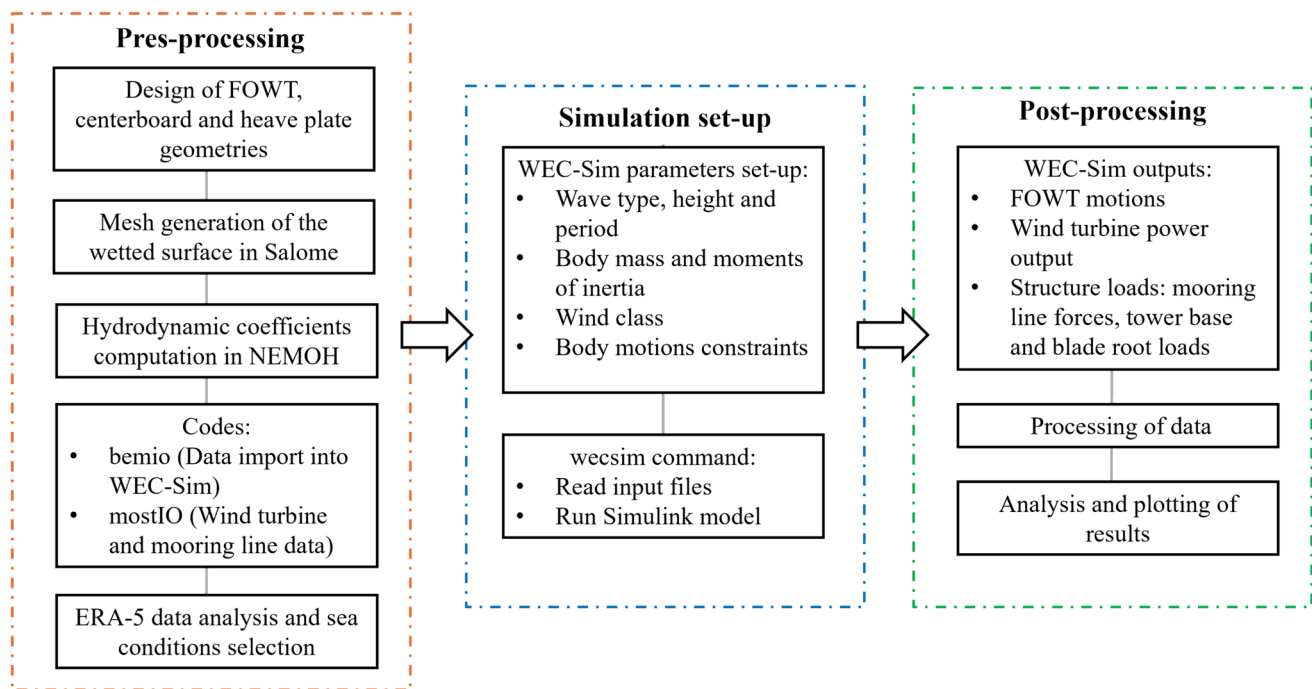 Pres-processing
Design of FOWT,
centerboard and heave plate
geometries
Mesh generation of the
wetted surface in Salome
Hydrodynamic coefficients
computation in NEMOH
Codes:
• bemio (Data import into
WEC-Sim)
• mostIO (Wind turbine
and mooring line data)
ERA-5 data analysis and sea
conditions selection
Simulation set-up
WEC-Sim parameters set-up:
• Wave type, height and
period
• Body mass and moments
of inertia
• Wind class
• Body motions constraints
wecsim command:
• Read input files
• Run Simulink model
Post-processing
WEC-Sim outputs:
• FOWT motions
• Wind turbine power
output
• Structure loads: mooring
line forces, tower base
and blade root loads
Processing of data
Analysis and plotting of
results